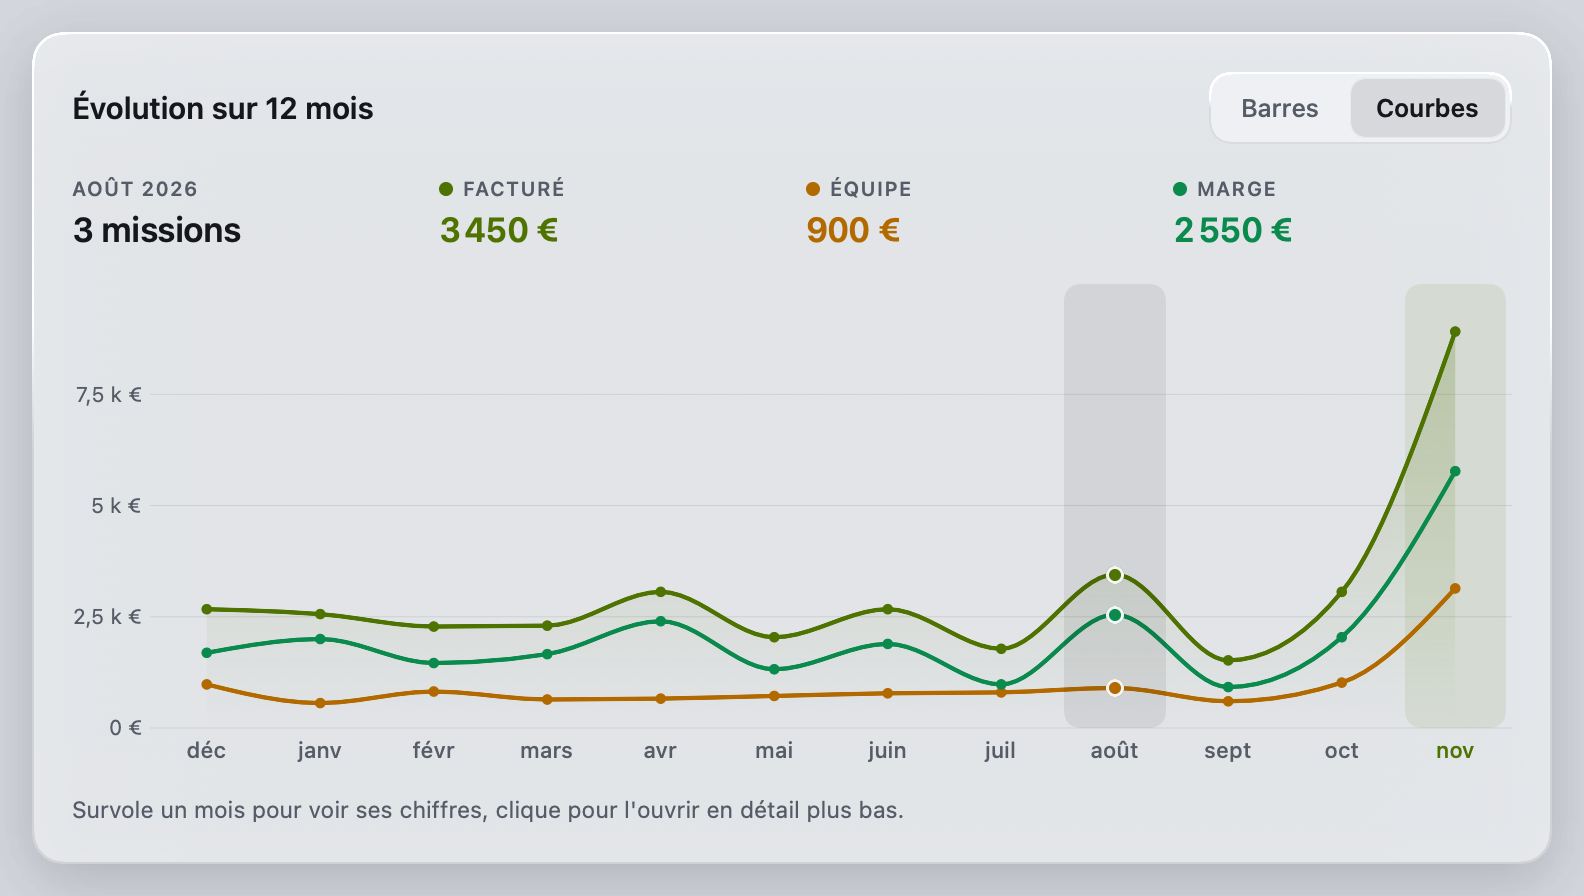 Évolution sur 12 mois
Barres
Courbes
AOÛT 2026
3 missions
FACTURÉ
3 450 €
ÉQUIPE
900 €
MARGE
2 550 €
7,5 k €
5 k €
2,5 k €
0 €
déc janv févr mars avr mai juin juil août sept oct nov
Survole un mois pour voir ses chiffres, clique pour l'ouvrir en détail plus bas.